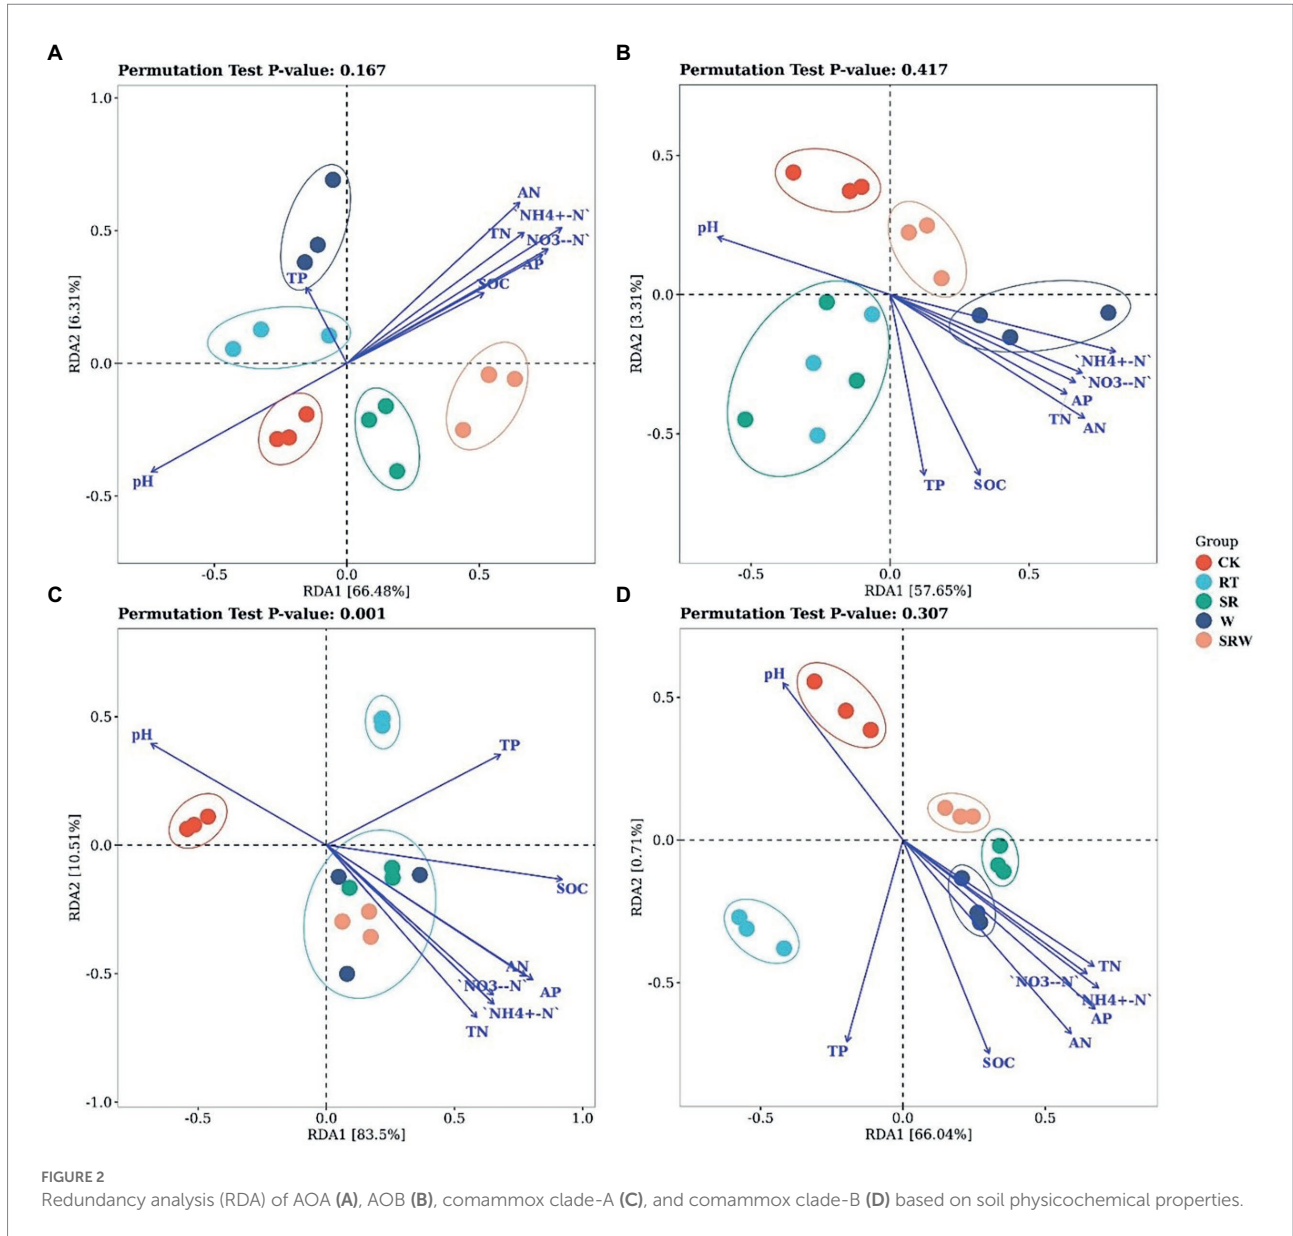 A
Permutation Test P-value: 0.167
1.0
0.5
0.0
-0.5
RDA2 [6.31%]
AN
`NH4+-N`
TN
NO3--N`
AP
SOC
TP
pH
-0.5
0.0
0.5
RDA1 [66.48%]
B
Permutation Test P-value: 0.417
0.5
0.0
-0.5
RDA2 [3.31%]
pH
`NH4+-N`
`NO3--N`
AP
TN
AN
TP
SOC
-0.5
0.0
0.5
RDA1 [57.65%]
Group
CK
RT
SR
W
SRW
C
Permutation Test P-value: 0.001
0.5
0.0
-0.5
-1.0
RDA2 [10.51%]
pH
TP
SOC
AN
`NO3--N`
AP
`NH4+-N`
TN
-0.5
0.0
0.5
1.0
RDA1 [83.5%]
D
Permutation Test P-value: 0.307
0.5
0.0
-0.5
RDA2 [0.71%]
pH
TN
`NO3--N`
`NH4+-N`
AP
AN
TP
SOC
-0.5
0.0
0.5
RDA1 [66.04%]
FIGURE 2
Redundancy analysis (RDA) of AOA (A), AOB (B), comammox clade-A (C), and comammox clade-B (D) based on soil physicochemical properties.